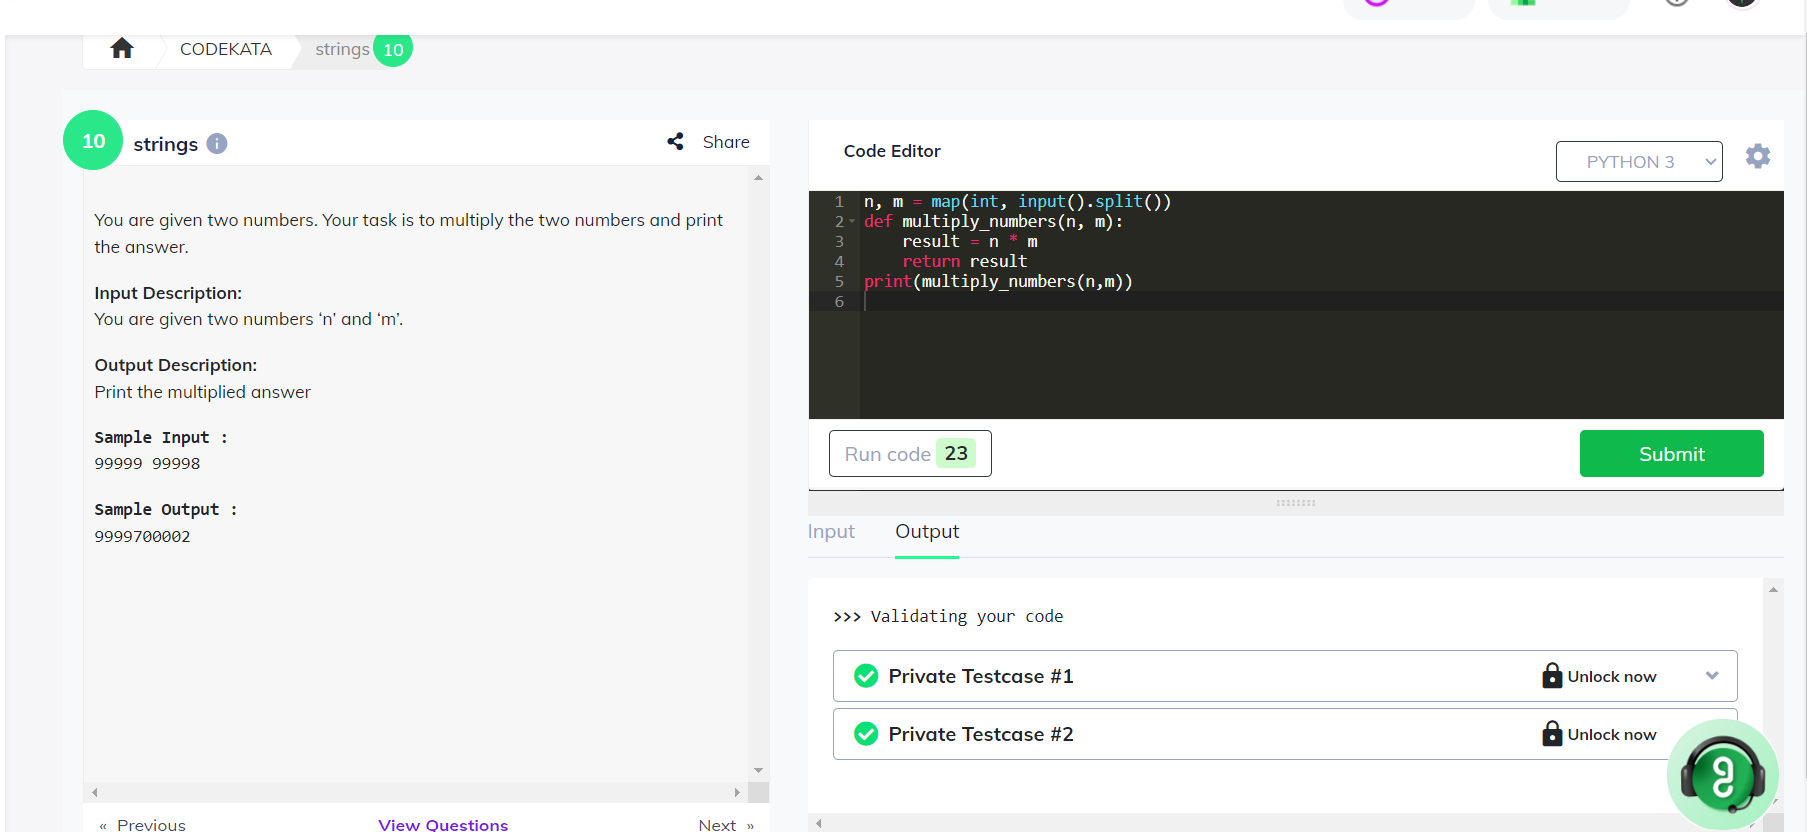 CODEKATA
strings 10
10 strings
Share
You are given two numbers. Your task is to multiply the two numbers and print
the answer.
Input Description:
You are given two numbers ‘n’ and ‘m’.
Output Description:
Print the multiplied answer
Sample Input :
99999 99998
Sample Output :
9999700002
« Previous
View Questions
Next »
Code Editor
PYTHON 3
1 n, m = map(int, input().split())
2 def multiply_numbers(n, m):
3     result = n * m
4     return result
5 print(multiply_numbers(n,m))
6
Run code 23
Submit
Input Output
>>> Validating your code
Private Testcase #1 Unlock now
Private Testcase #2 Unlock now